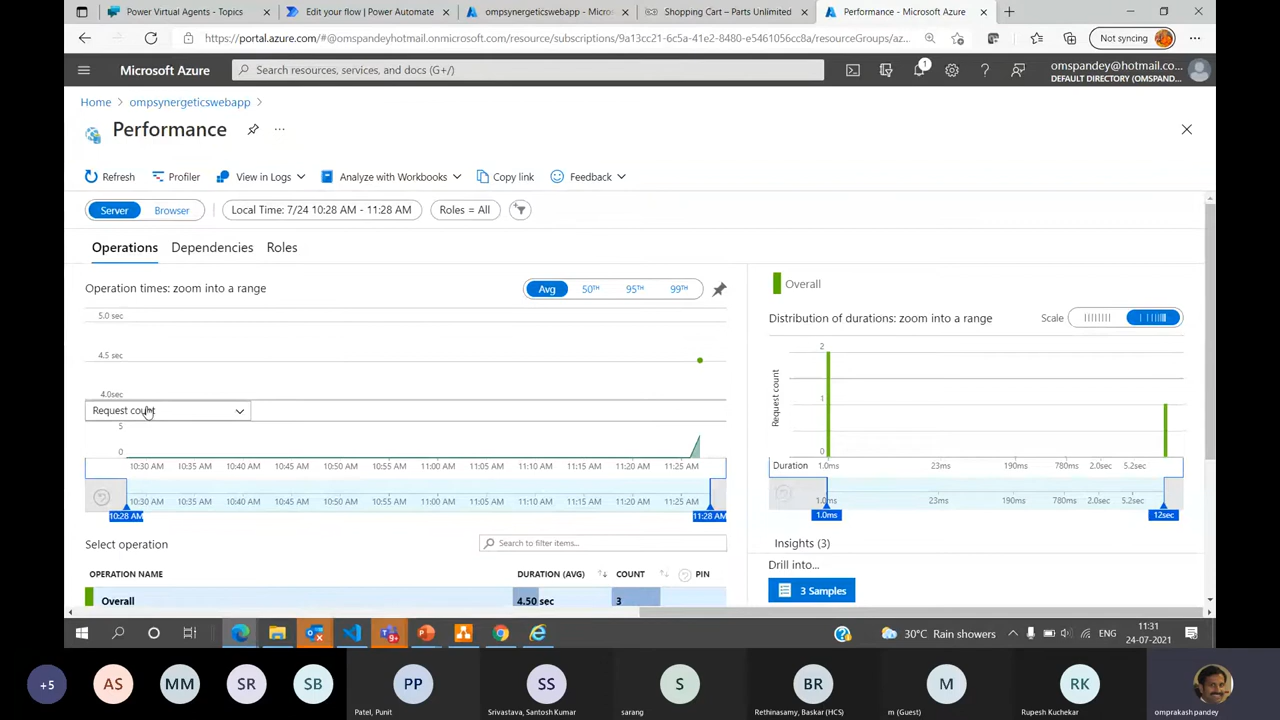 Power Virtual Agents - Topics
Edit your flow | Power Automate
ompsynergeticswebapp - Micros
Shopping Cart – Parts Unlimited
Performance - Microsoft Azure
https://portal.azure.com/#@omspandeyhotmail.onmicrosoft.com/resource/subscriptions/9a13cc21-6c5a-41e2-8480-e5461056cc8a/resourceGroups/az...
Not syncing
Microsoft Azure
Search resources, services, and docs (G+/)
1
omspandey@hotmail.co...
DEFAULT DIRECTORY (OMSPAND...
Home > ompsynergeticswebapp >
Performance
Refresh
Profiler
View in Logs
Analyze with Workbooks
Copy link
Feedback
Server
Browser
Local Time: 7/24 10:28 AM - 11:28 AM
Roles = All
Operations
Dependencies
Roles
Operation times: zoom into a range
Avg
50TH
95TH
99TH
5.0 sec
4.5 sec
4.0sec
Request count
5
0
10:30 AM 10:35 AM 10:40 AM 10:45 AM 10:50 AM 10:55 AM 11:00 AM 11:05 AM 11:10 AM 11:15 AM 11:20 AM 11:25 AM
10:30 AM 10:35 AM 10:40 AM 10:45 AM 10:50 AM 10:55 AM 11:00 AM 11:05 AM 11:10 AM 11:15 AM 11:20 AM 11:25 AM
10:28 AM
11:28 AM
Select operation
Search to filter items...
OPERATION NAME
DURATION (AVG)
COUNT
PIN
Overall
4.50 sec
3
Overall
Distribution of durations: zoom into a range
Scale
Request count
2
1
0
Duration
1.0ms 23ms 190ms 780ms 2.0sec 5.2sec
1.0ms 23ms 190ms 780ms 2.0sec 5.2sec
1.0ms
12sec
Insights (3)
Drill into...
3 Samples
9+
30°C Rain showers
ENG
11:31
24-07-2021
+5
AS
MM
SR
SB
PP
Patel, Punit
SS
Srivastava, Santosh Kumar
S
sarang
BR
Rethinasamy, Baskar (HCS)
M
m (Guest)
RK
Rupesh Kuchekar
omprakash pandey